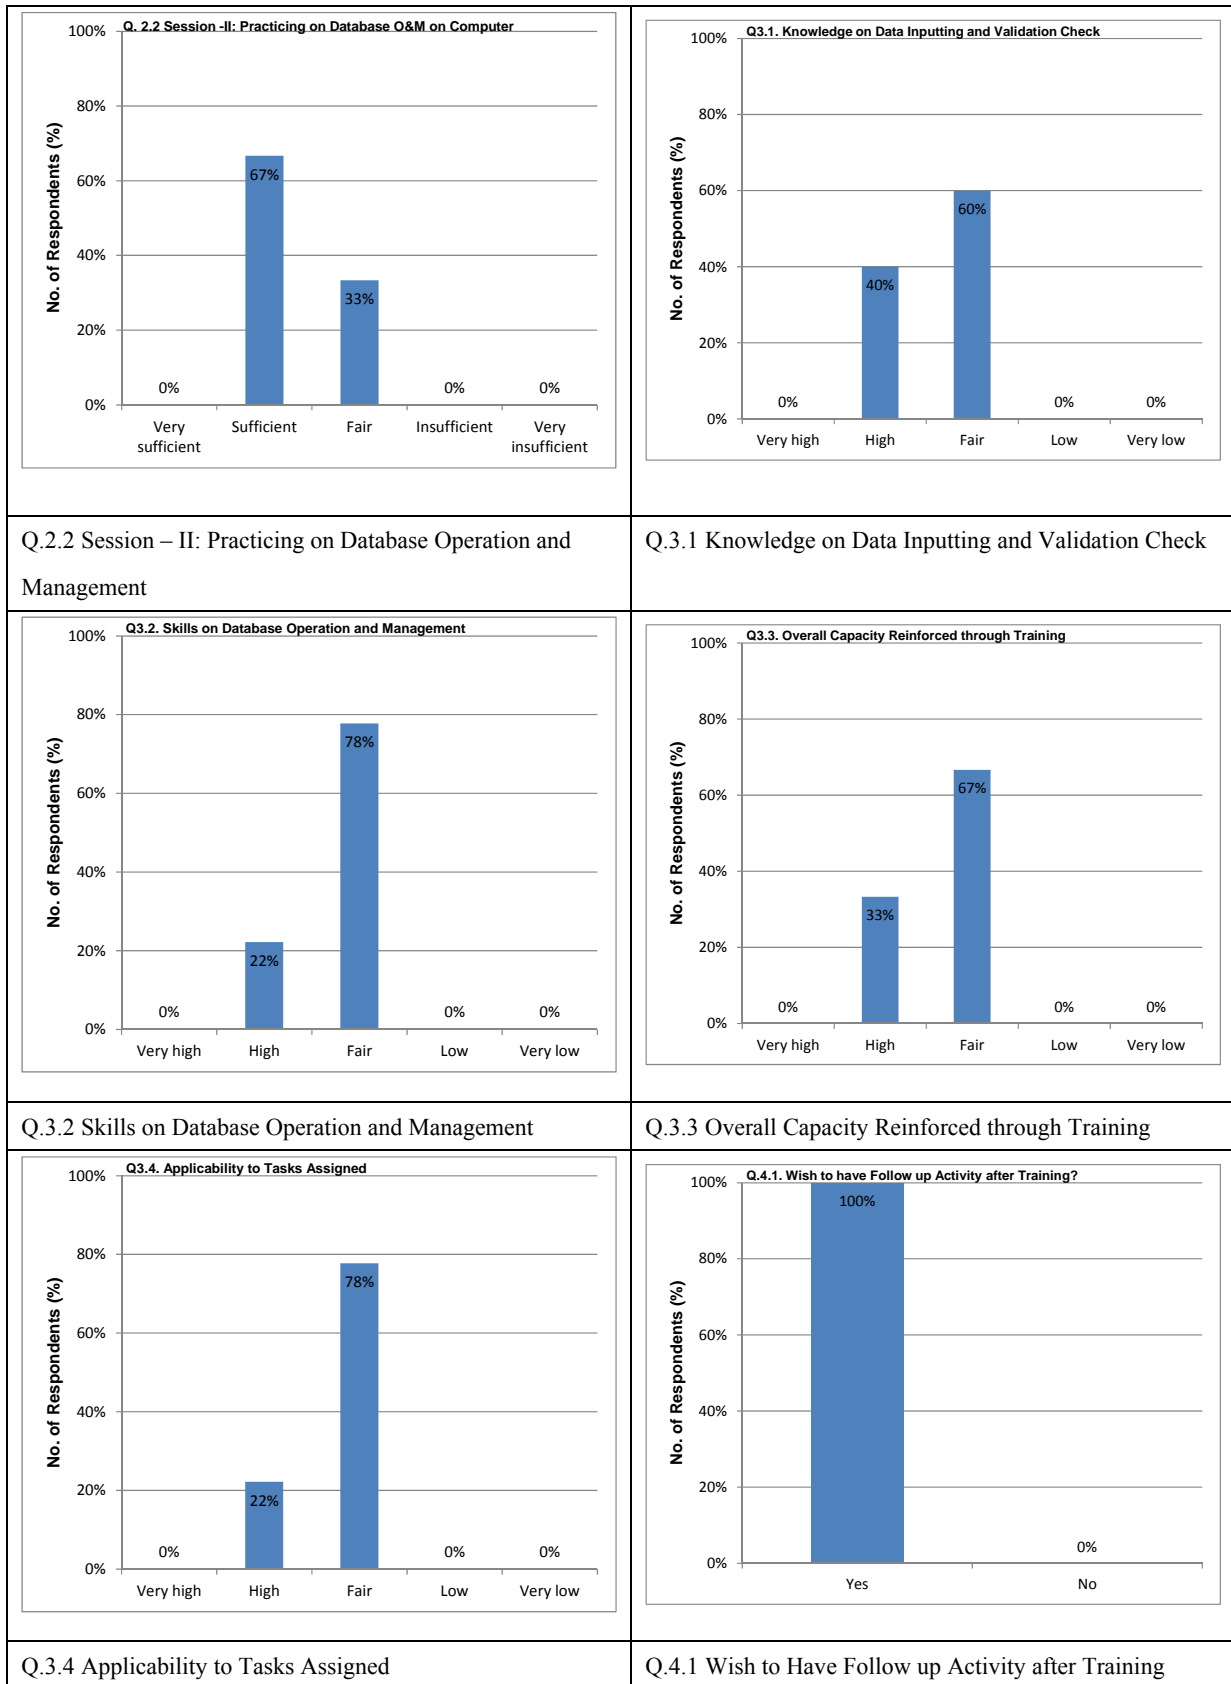 Q. 2.2 Session -II: Practicing on Database O&M on Computer
No. of Respondents (%)
100%
80%
60%
40%
20%
0%
0%
67%
33%
0%
0%
Very sufficient
Sufficient
Fair
Insufficient
Very insufficient
Q3.1. Knowledge on Data Inputting and Validation Check
No. of Respondents (%)
100%
80%
60%
40%
20%
0%
0%
40%
60%
0%
0%
Very high
High
Fair
Low
Very low
Q.2.2 Session – II: Practicing on Database Operation and
Management
Q.3.1 Knowledge on Data Inputting and Validation Check
Q3.2. Skills on Database Operation and Management
No. of Respondents (%)
100%
80%
60%
40%
20%
0%
0%
22%
78%
0%
0%
Very high
High
Fair
Low
Very low
Q3.3. Overall Capacity Reinforced through Training
No. of Respondents (%)
100%
80%
60%
40%
20%
0%
0%
33%
67%
0%
0%
Very high
High
Fair
Low
Very low
Q.3.2 Skills on Database Operation and Management
Q.3.3 Overall Capacity Reinforced through Training
Q3.4. Applicability to Tasks Assigned
No. of Respondents (%)
100%
80%
60%
40%
20%
0%
0%
22%
78%
0%
0%
Very high
High
Fair
Low
Very low
Q.4.1. Wish to have Follow up Activity after Training?
No. of Respondents (%)
100%
80%
60%
40%
20%
0%
100%
0%
Yes
No
Q.3.4 Applicability to Tasks Assigned
Q.4.1 Wish to Have Follow up Activity after Training